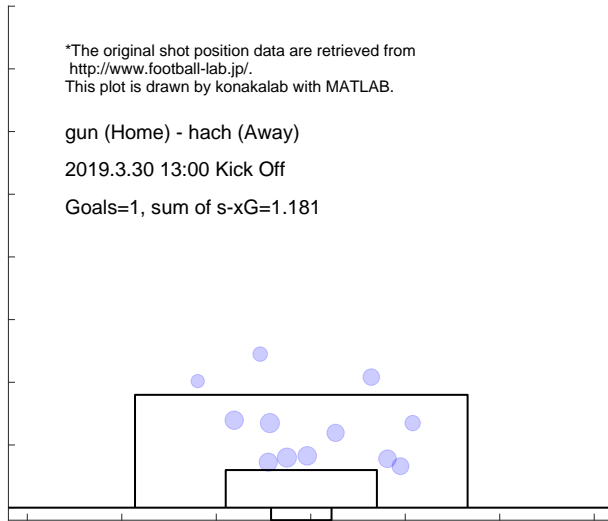 *The original shot position data are retrieved from
http://www.football-lab.jp/.
This plot is drawn by konakalab with MATLAB.
gun (Home) - hach (Away)
2019.3.30 13:00 Kick Off
Goals=1, sum of s-xG=1.181